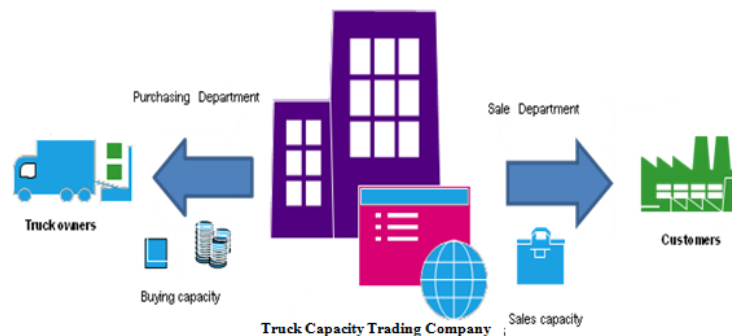 Purchasing Department
Sale Department
Truck owners
Customers
Buying capacity
Sales capacity
Truck Capacity Trading Company ;